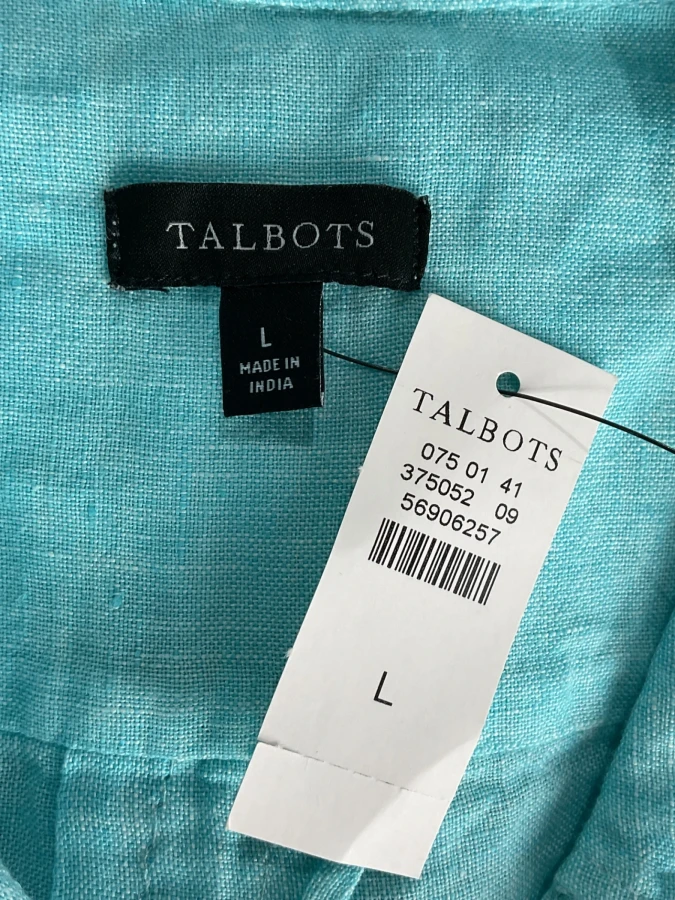 TALBOTS
L
MADE IN
INDIA
TALBOTS
075 01 41
375052 09
56906257
L